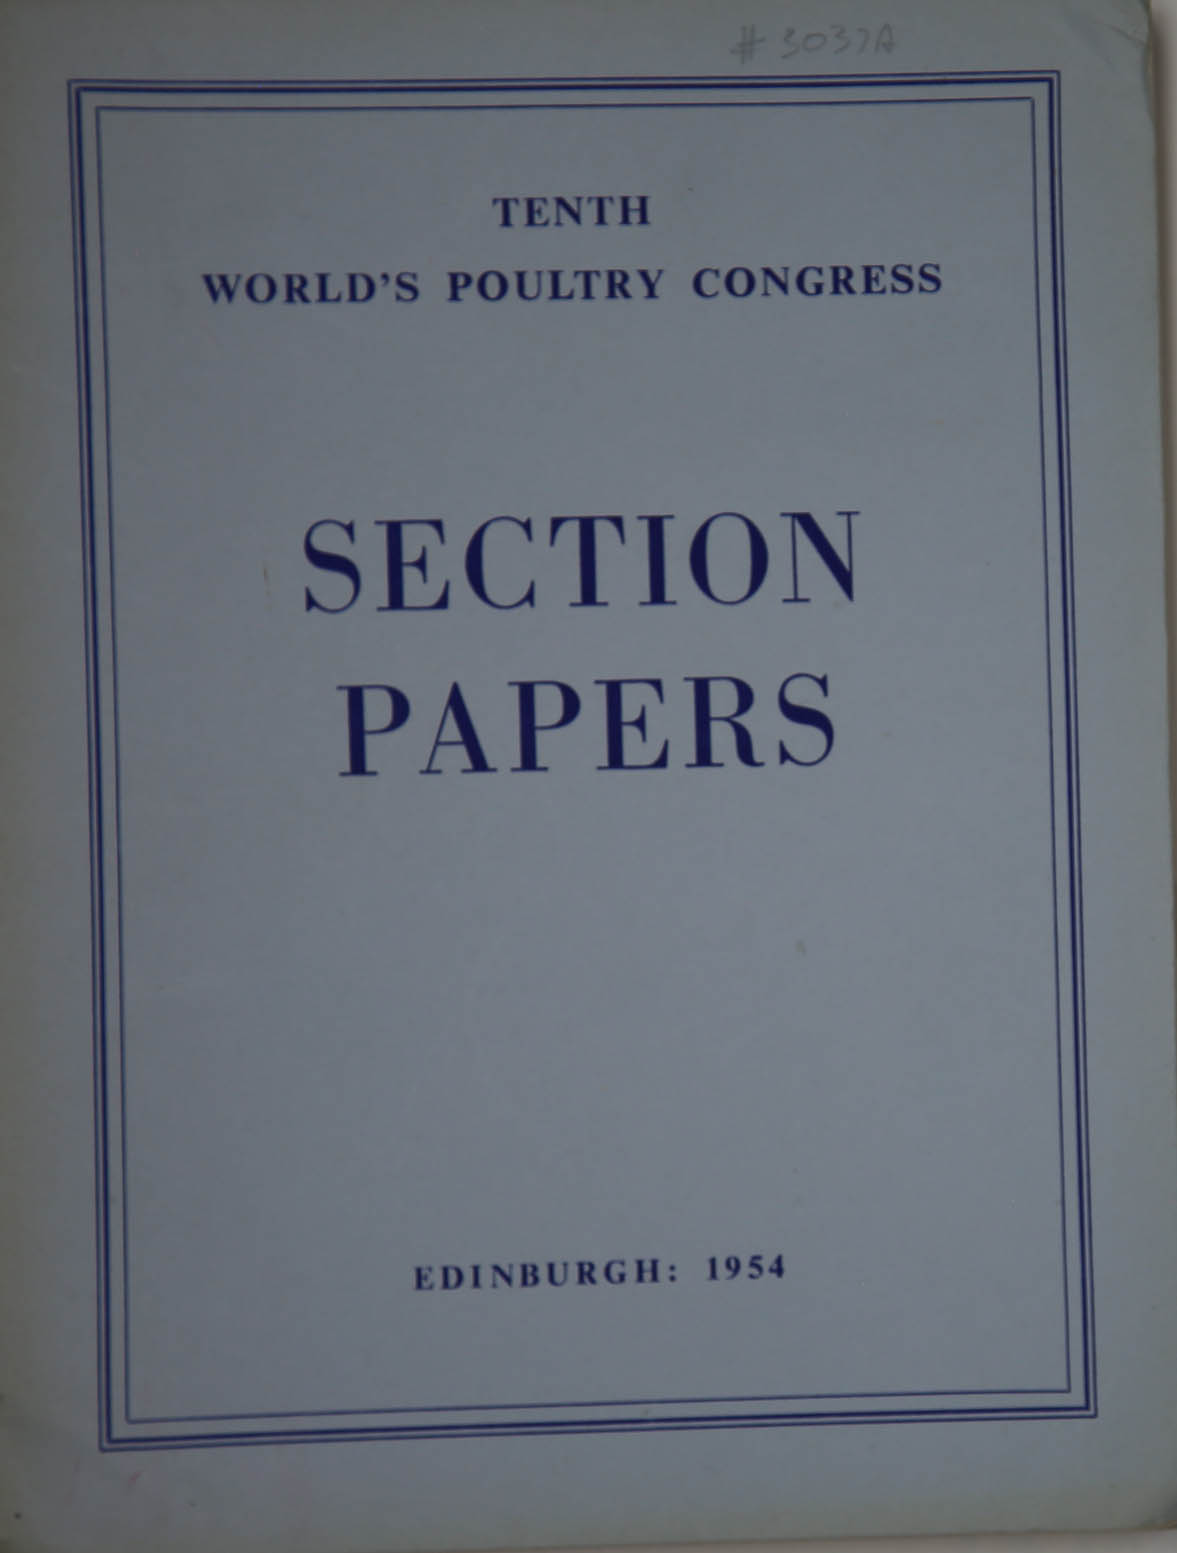 # 3037A
TENTH
WORLD'S POULTRY CONGRESS
SECTION
PAPERS
EDINBURGH: 1954